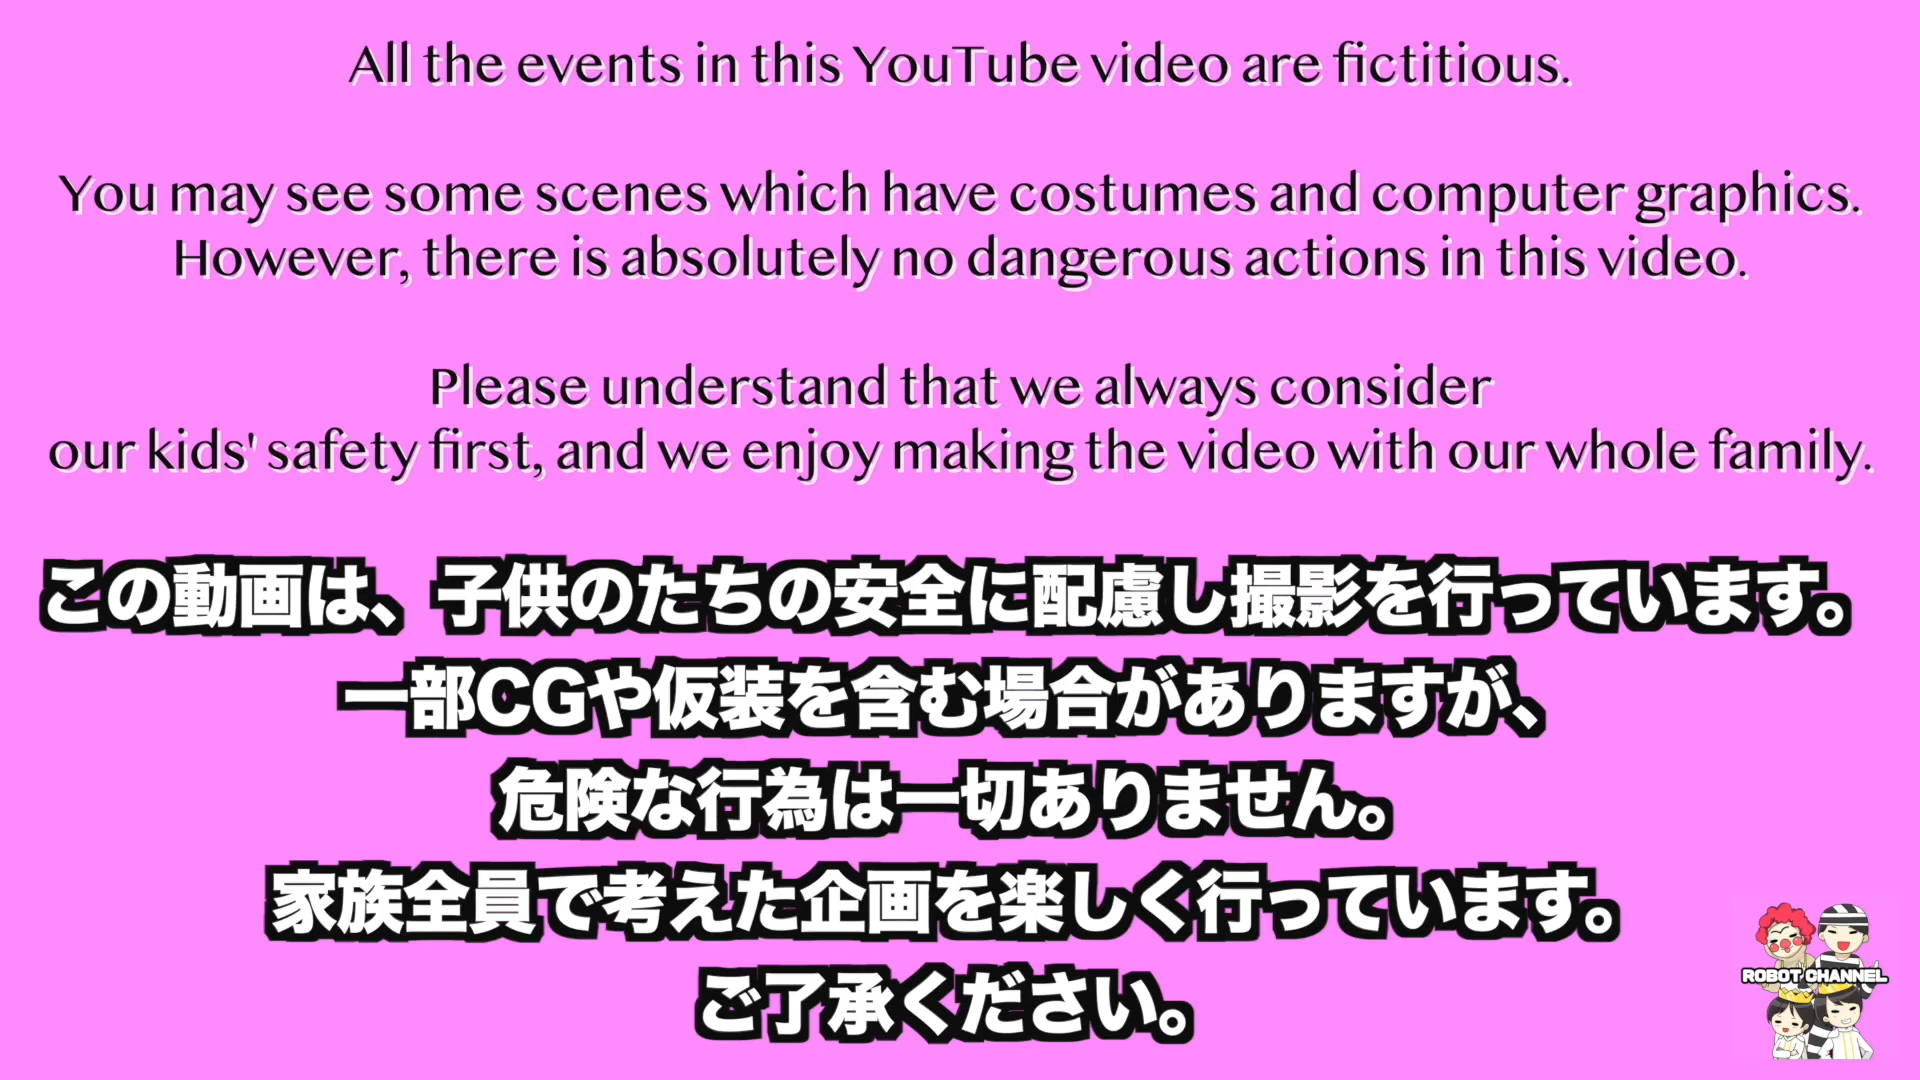 All the events in this YouTube video are fictitious.
You may see some scenes which have costumes and computer graphics.
However, there is absolutely no dangerous actions in this video.
Please understand that we always consider
our kids' safety first, and we enjoy making the video with our whole family.
この動画は、子供のたちの安全に配慮し撮影を行っています。
一部CGや仮装を含む場合がありますが、
危険な行為は一切ありません。
家族全員で考えた企画を楽しく行っています。
ご了承ください。
ROBOT CHANNEL